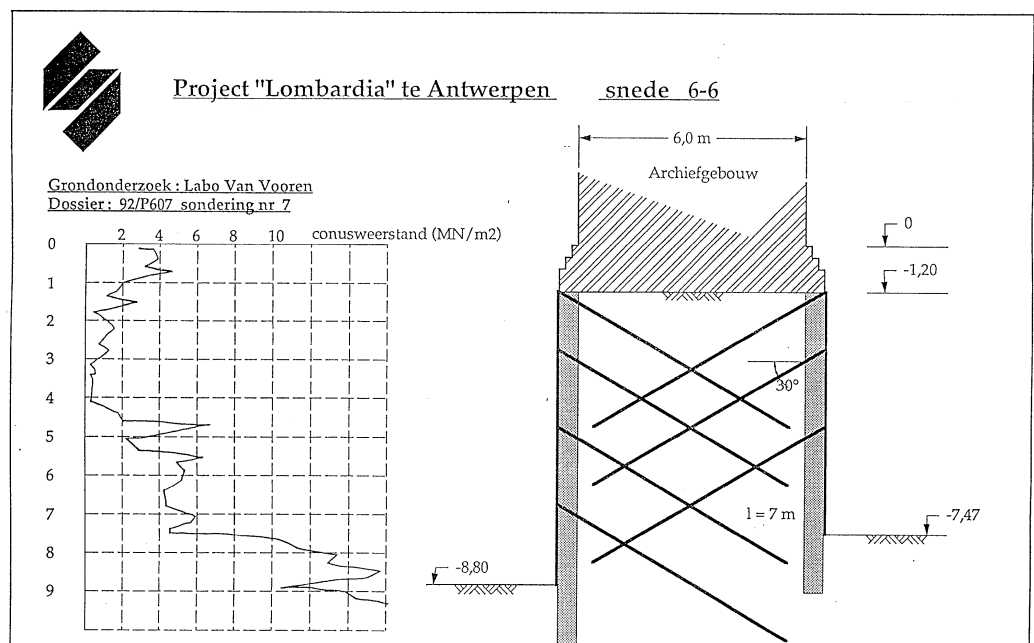 Project "Lombardia" te Antwerpen snede 6-6
6,0 m
Archiefgebouw
Grondonderzoek : Labo Van Vooren
Dossier : 92/P607 sondering nr 7
conusweerstand (MN/m2)
2 4 6 8 10
0
1
2
3
4
5
6
7
8
9
0
-1,20
30°
l = 7 m
-7,47
-8,80